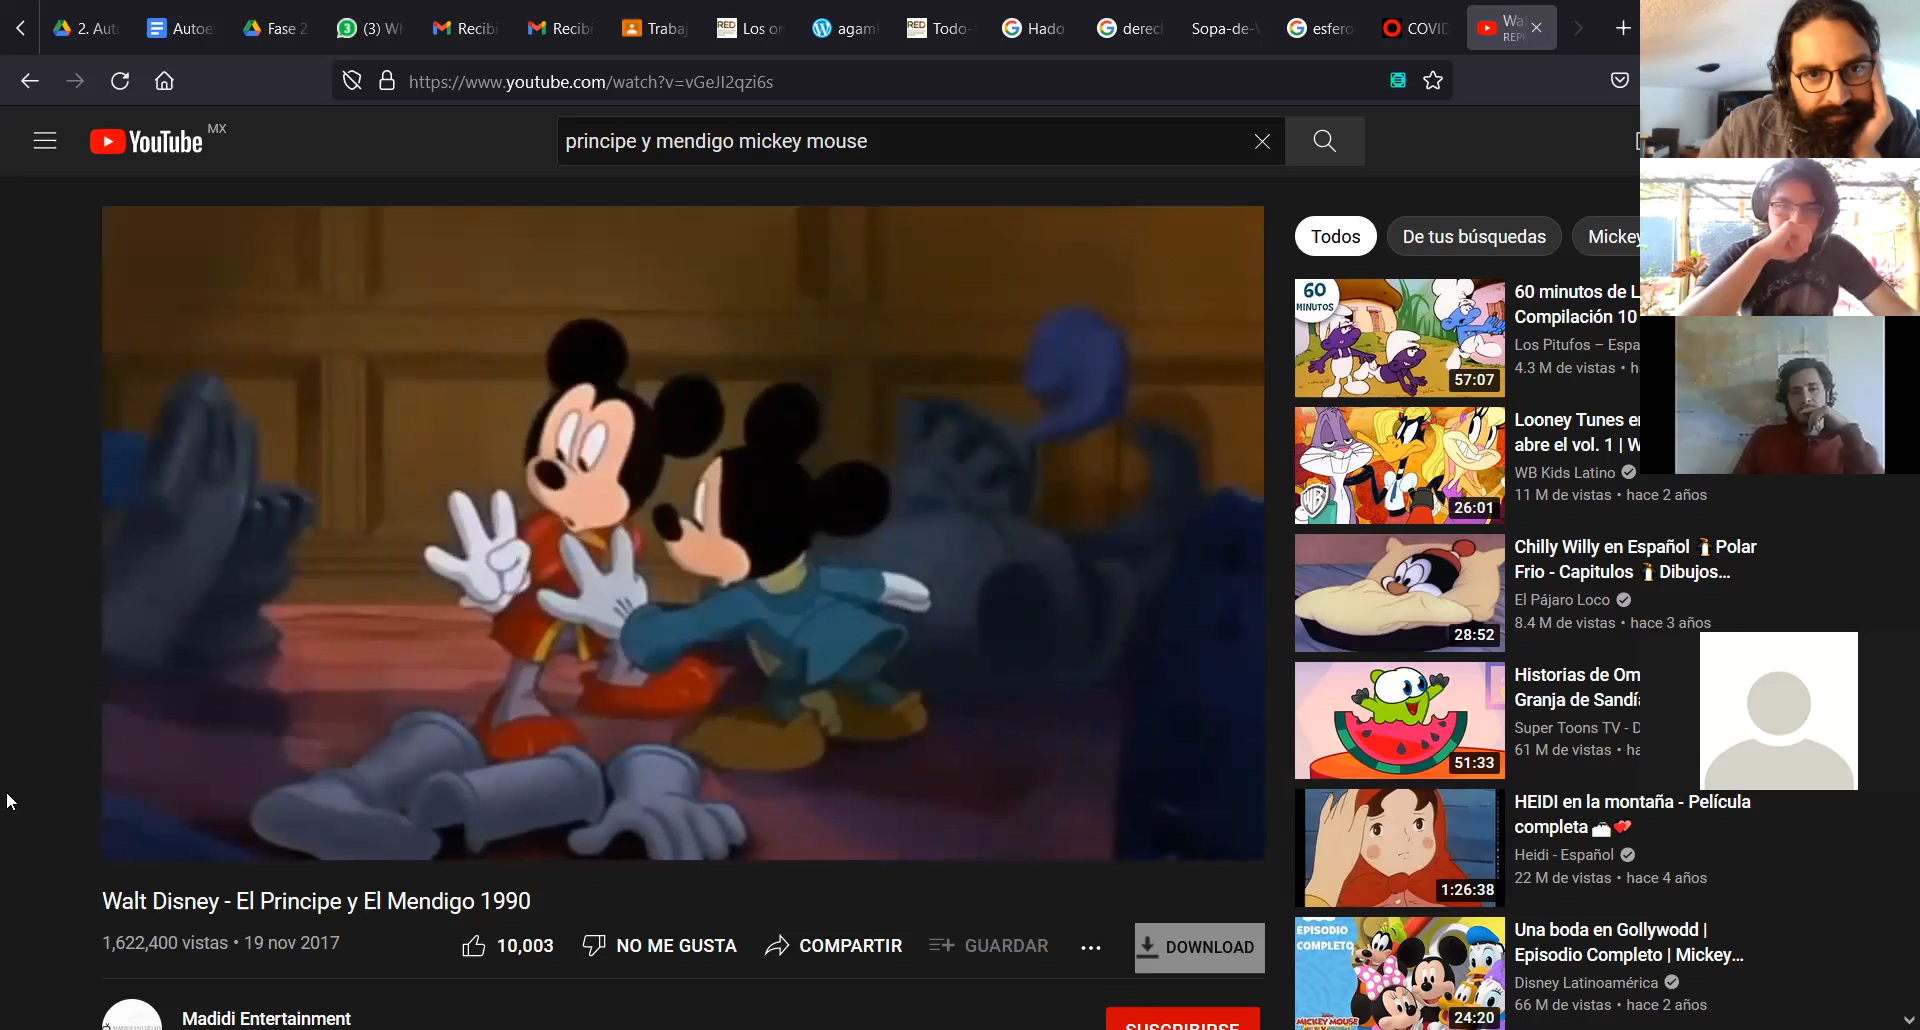 2. Aut
Autoe
Fase 2
(3) W
Recibi
Recibi
Trabaj
Los or
agam
Todo-
Hado
derec
Sopa-de-
esfero
COVID
Wa
https://www.youtube.com/watch?v=vGeJI2qzi6s
YouTube MX
principe y mendigo mickey mouse
Todos
De tus búsquedas
Mickey
60 MINUTOS
57:07
60 minutos de L
Compilación 10
Los Pitufos – Espa
4.3 M de vistas • h
26:01
Looney Tunes e
abre el vol. 1 | W
WB Kids Latino
11 M de vistas • hace 2 años
28:52
Chilly Willy en Español 🐧Polar
Frio - Capitulos 🐧Dibujos...
El Pájaro Loco
8.4 M de vistas • hace 3 años
51:33
Historias de Om
Granja de Sandí
Super Toons TV - D
61 M de vistas • ha
1:26:38
HEIDI en la montaña - Película
completa 🏔❤
Heidi - Español
22 M de vistas • hace 4 años
EPISODIO
COMPLETO
MICKEY MOUSE
24:20
Una boda en Gollywodd |
Episodio Completo | Mickey...
Disney Latinoamérica
66 M de vistas • hace 2 años
Walt Disney - El Principe y El Mendigo 1990
1,622,400 vistas • 19 nov 2017
10,003
NO ME GUSTA
COMPARTIR
GUARDAR
...
DOWNLOAD
Madidi Entertainment
SUSCRIBIRSE